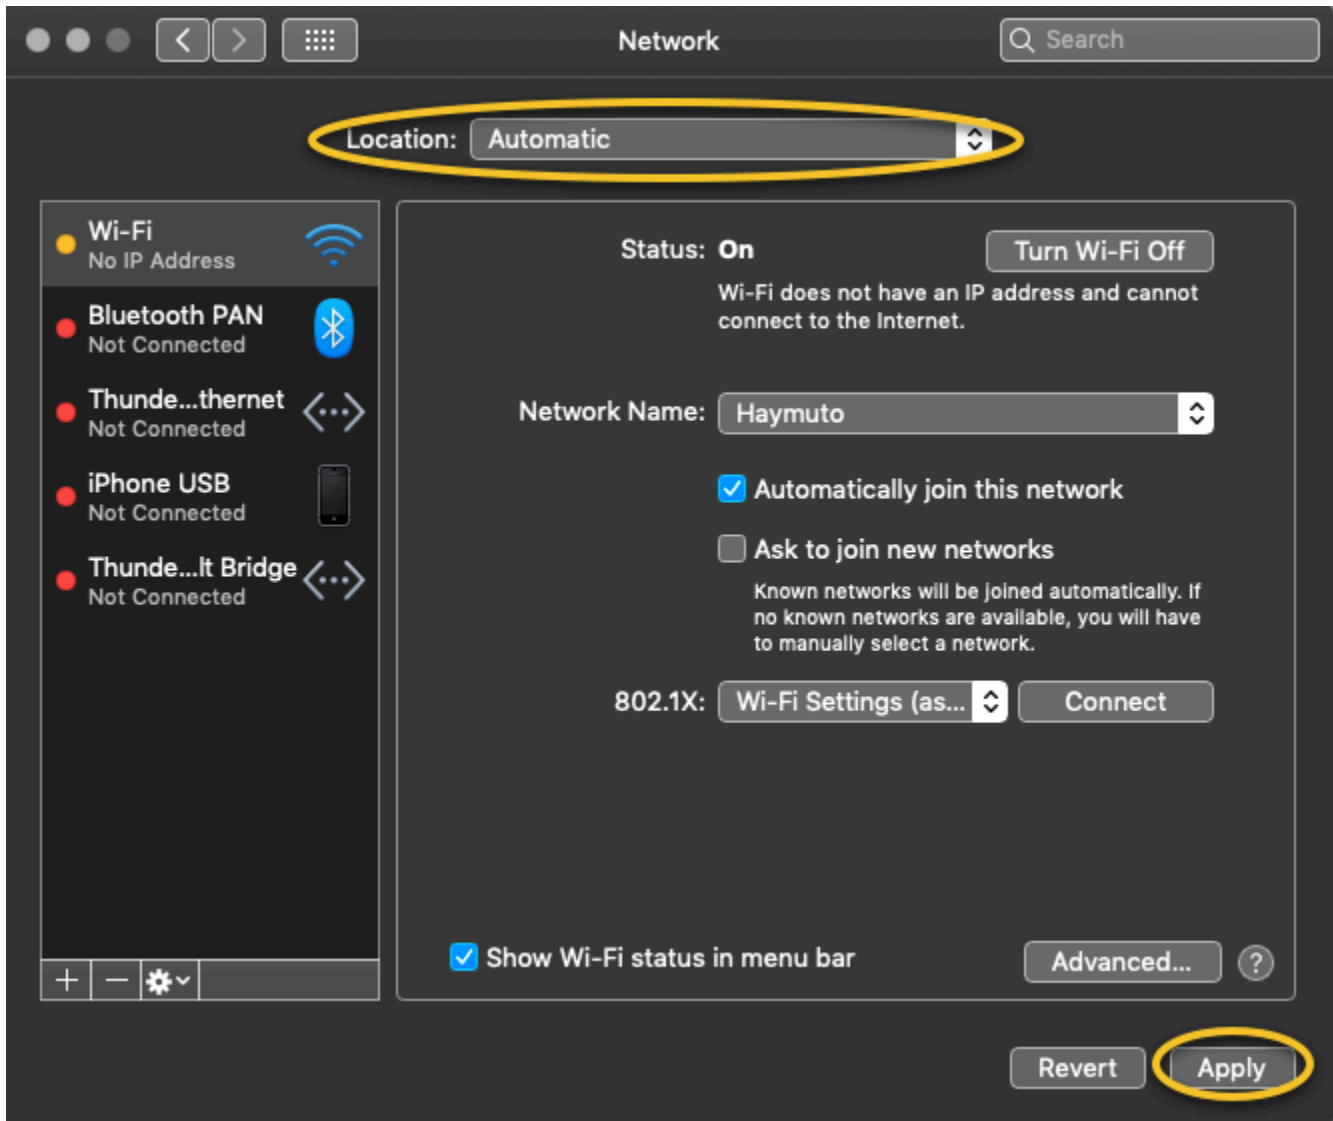 Network
Search
Location: Automatic
Wi-Fi
No IP Address
Bluetooth PAN
Not Connected
Thunde...thernet
Not Connected
iPhone USB
Not Connected
Thunde...lt Bridge
Not Connected
Status: On
Turn Wi-Fi Off
Wi-Fi does not have an IP address and cannot
connect to the Internet.
Network Name: Haymuto
Automatically join this network
Ask to join new networks
Known networks will be joined automatically. If
no known networks are available, you will have
to manually select a network.
802.1X: Wi-Fi Settings (as... Connect
Show Wi-Fi status in menu bar
Advanced... ?
Revert Apply